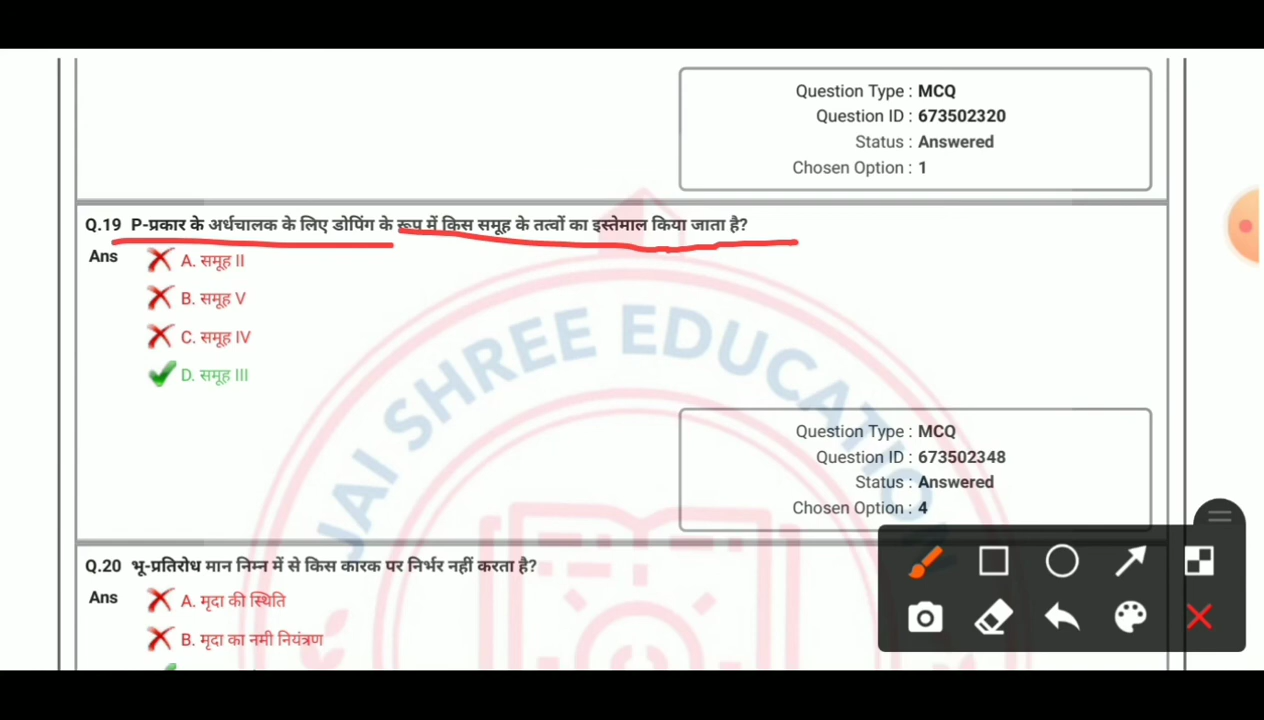 Question Type : MCQ
Question ID : 673502320
Status : Answered
Chosen Option : 1
Q.19 P-प्रकार के अर्धचालक के लिए डोपिंग के रूप में किस समूह के तत्वों का इस्तेमाल किया जाता है?
Ans
A. समूह II
B. समूह V
C. समूह IV
D. समूह III
JAI SHREE EDUCATION
Question Type : MCQ
Question ID : 673502348
Status : Answered
Chosen Option : 4
Q.20 भू-प्रतिरोध मान निम्न में से किस कारक पर निर्भर नहीं करता है?
Ans
A. मृदा की स्थिति
B. मृदा का नमी नियंत्रण